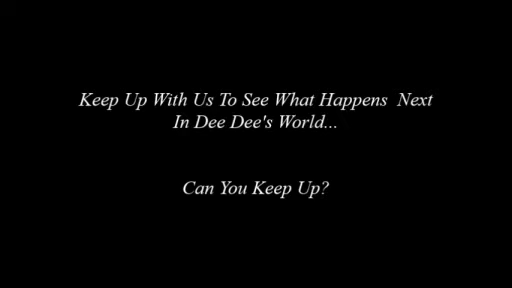 Keep Up With Us To See What Happens  Next
In Dee Dee's World...
Can You Keep Up?